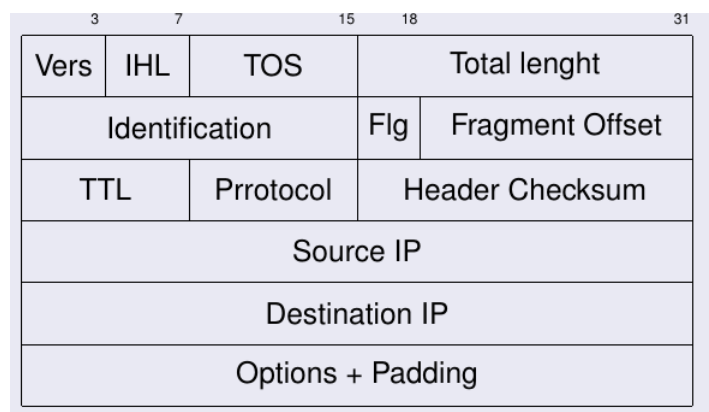 3 7 15 18 31
Vers IHL TOS Total lenght
Identification Flg Fragment Offset
TTL Prrotocol Header Checksum
Source IP
Destination IP
Options + Padding